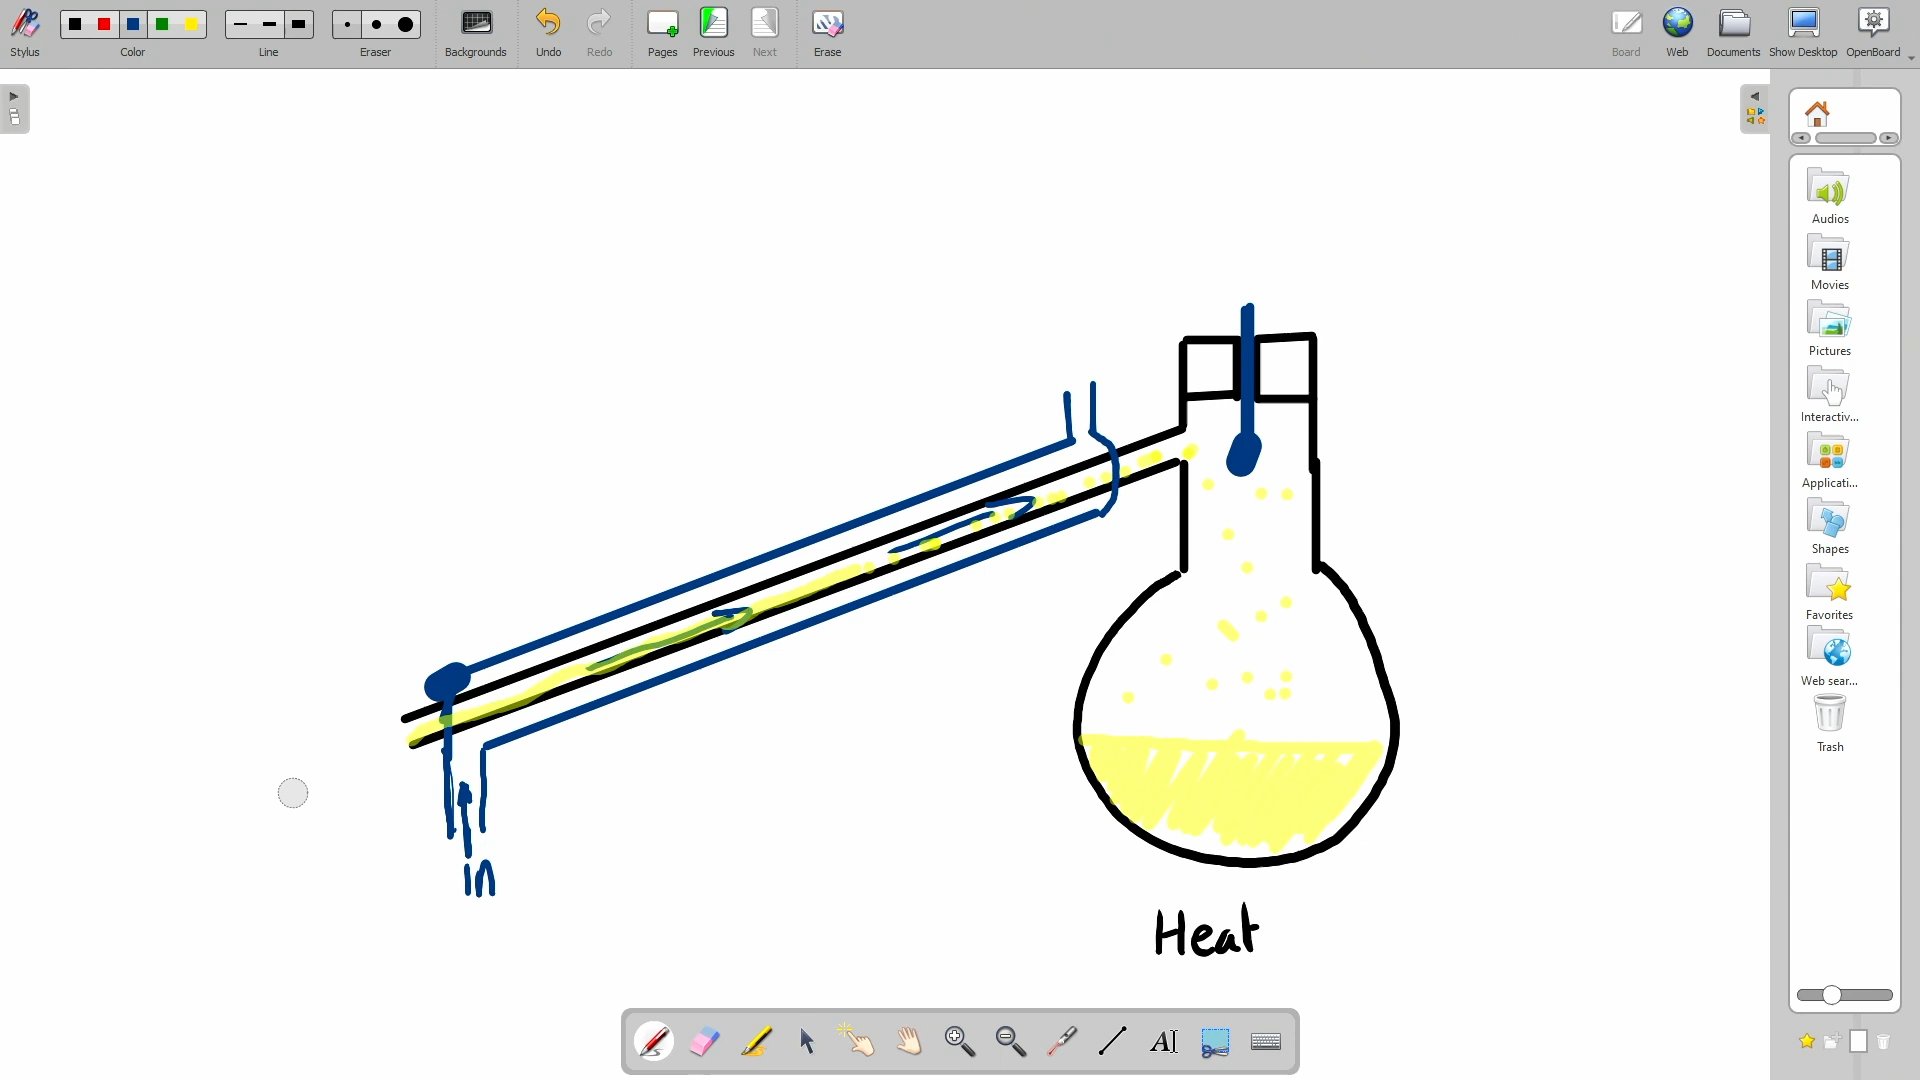 Stylus
Color
Line
Eraser
Backgrounds
Undo
Redo
Pages
Previous
Next
Erase
Board
Web
Documents
Show Desktop
OpenBoard
Audios
Movies
Pictures
Interactiv...
Applicati...
Shapes
Favorites
Web sear...
Trash
in
Heat
AI